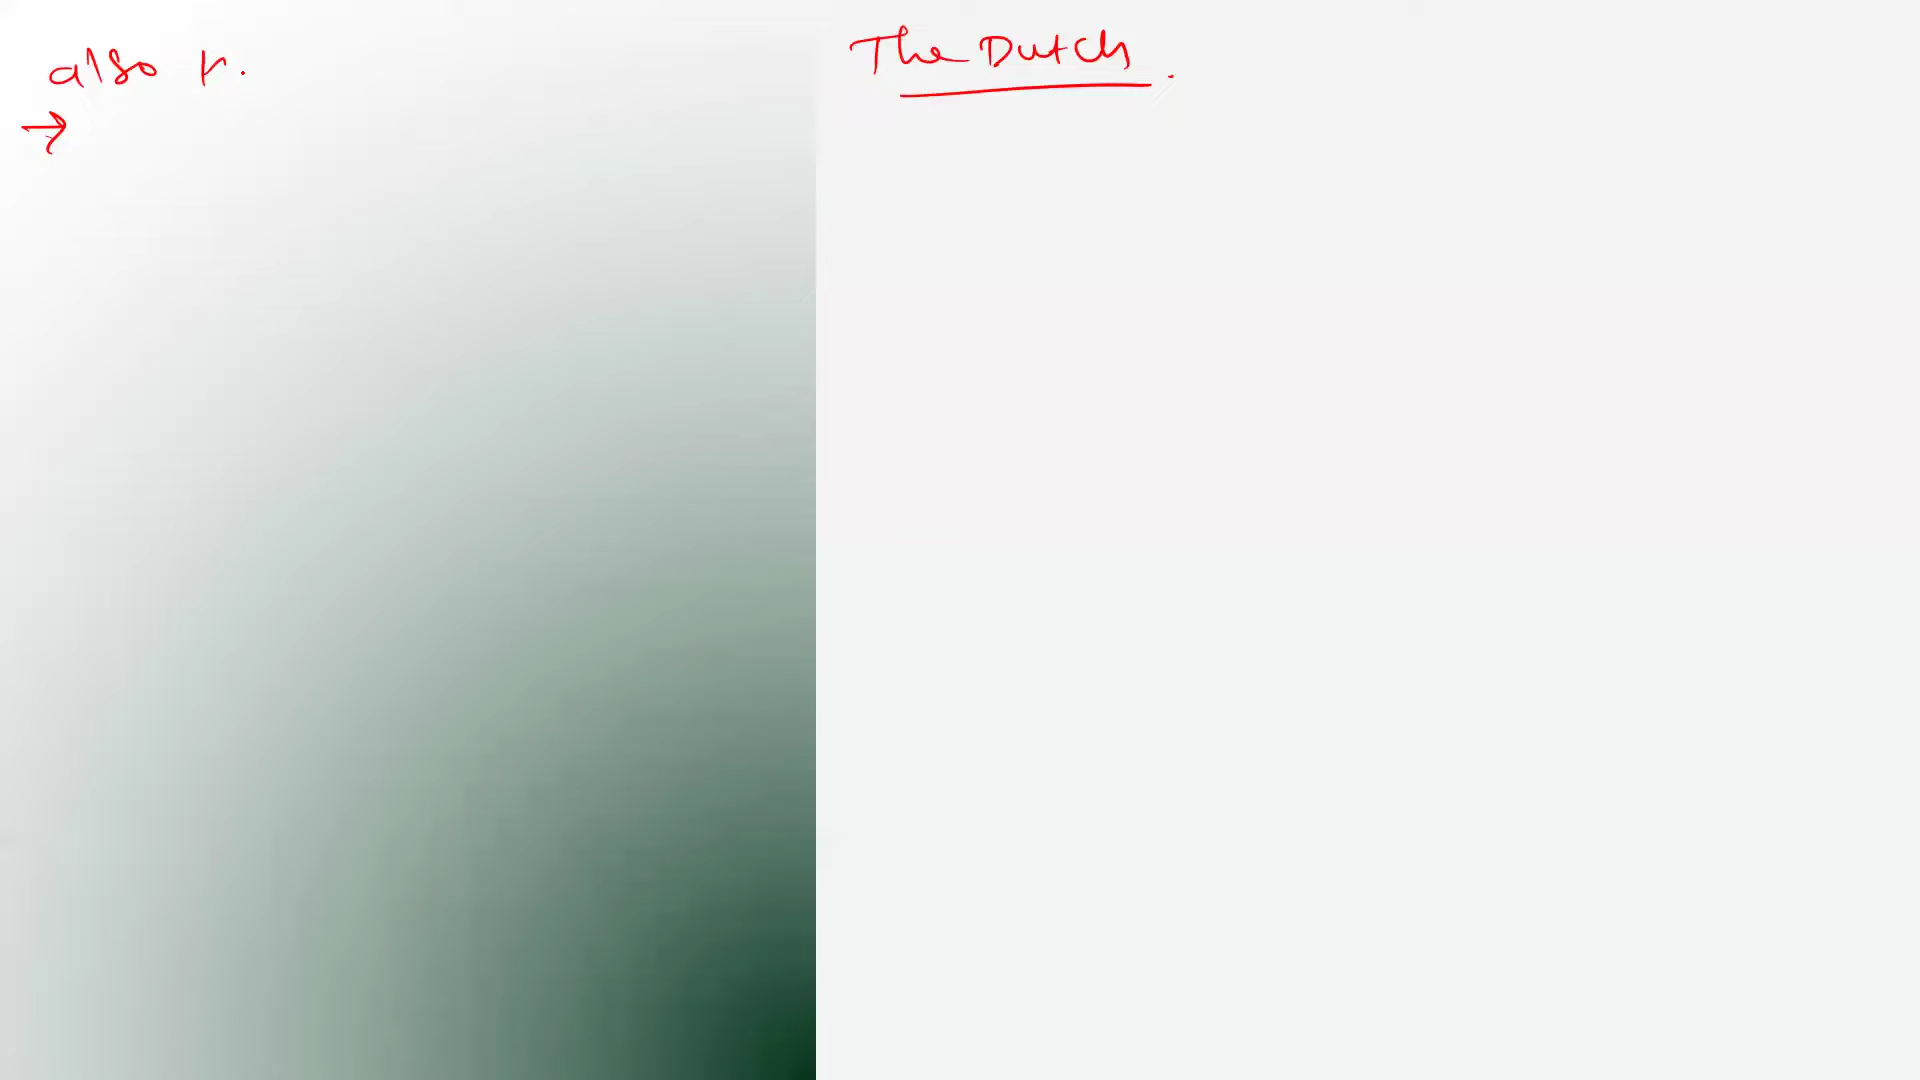 The Dutch
also r.
→